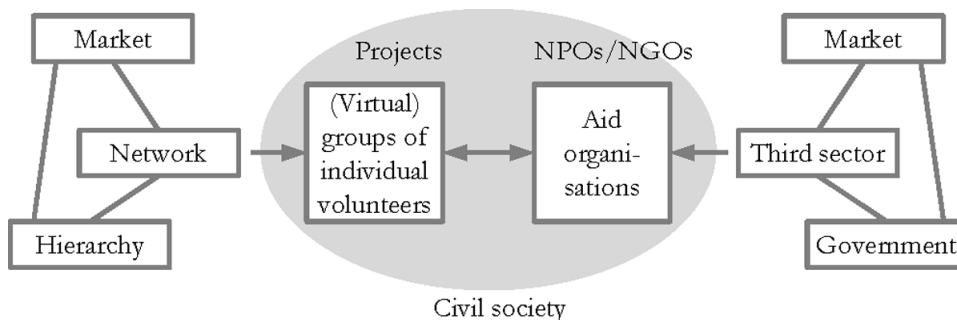 Market
Network
Hierarchy
Projects
(Virtual)
groups of
individual
volunteers
NPOs/NGOs
Aid
organi-
sations
Market
Third sector
Government
Civil society